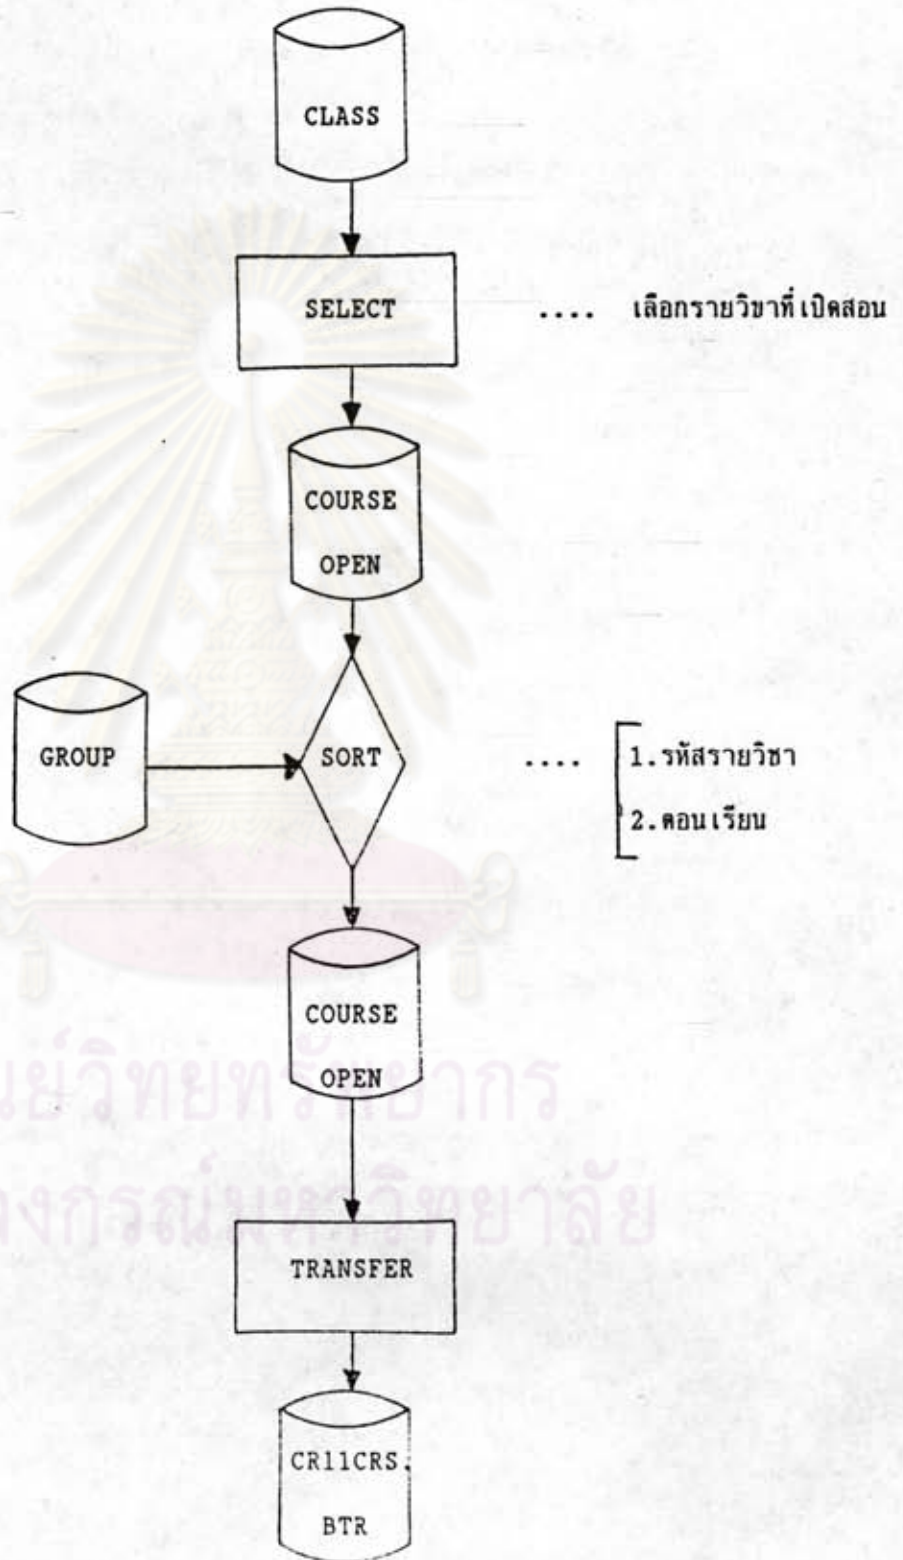 CLASS
SELECT
.... เลือกรายวิชาที่เปิดสอน
COURSE
OPEN
GROUP
SORT
.... 1.รหัสรายวิชา
2.ตอนเรียน
COURSE
OPEN
TRANSFER
CR11CRS.
BTR